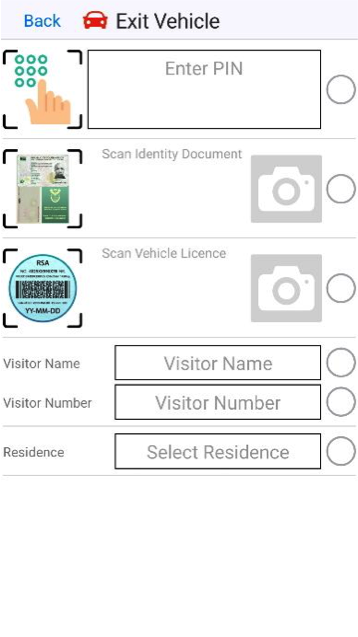 Back
Exit Vehicle
Enter PIN
Scan Identity Document
Scan Vehicle Licence
RSA
YY-MM-DD
Visitor Name
Visitor Name
Visitor Number
Visitor Number
Residence
Select Residence